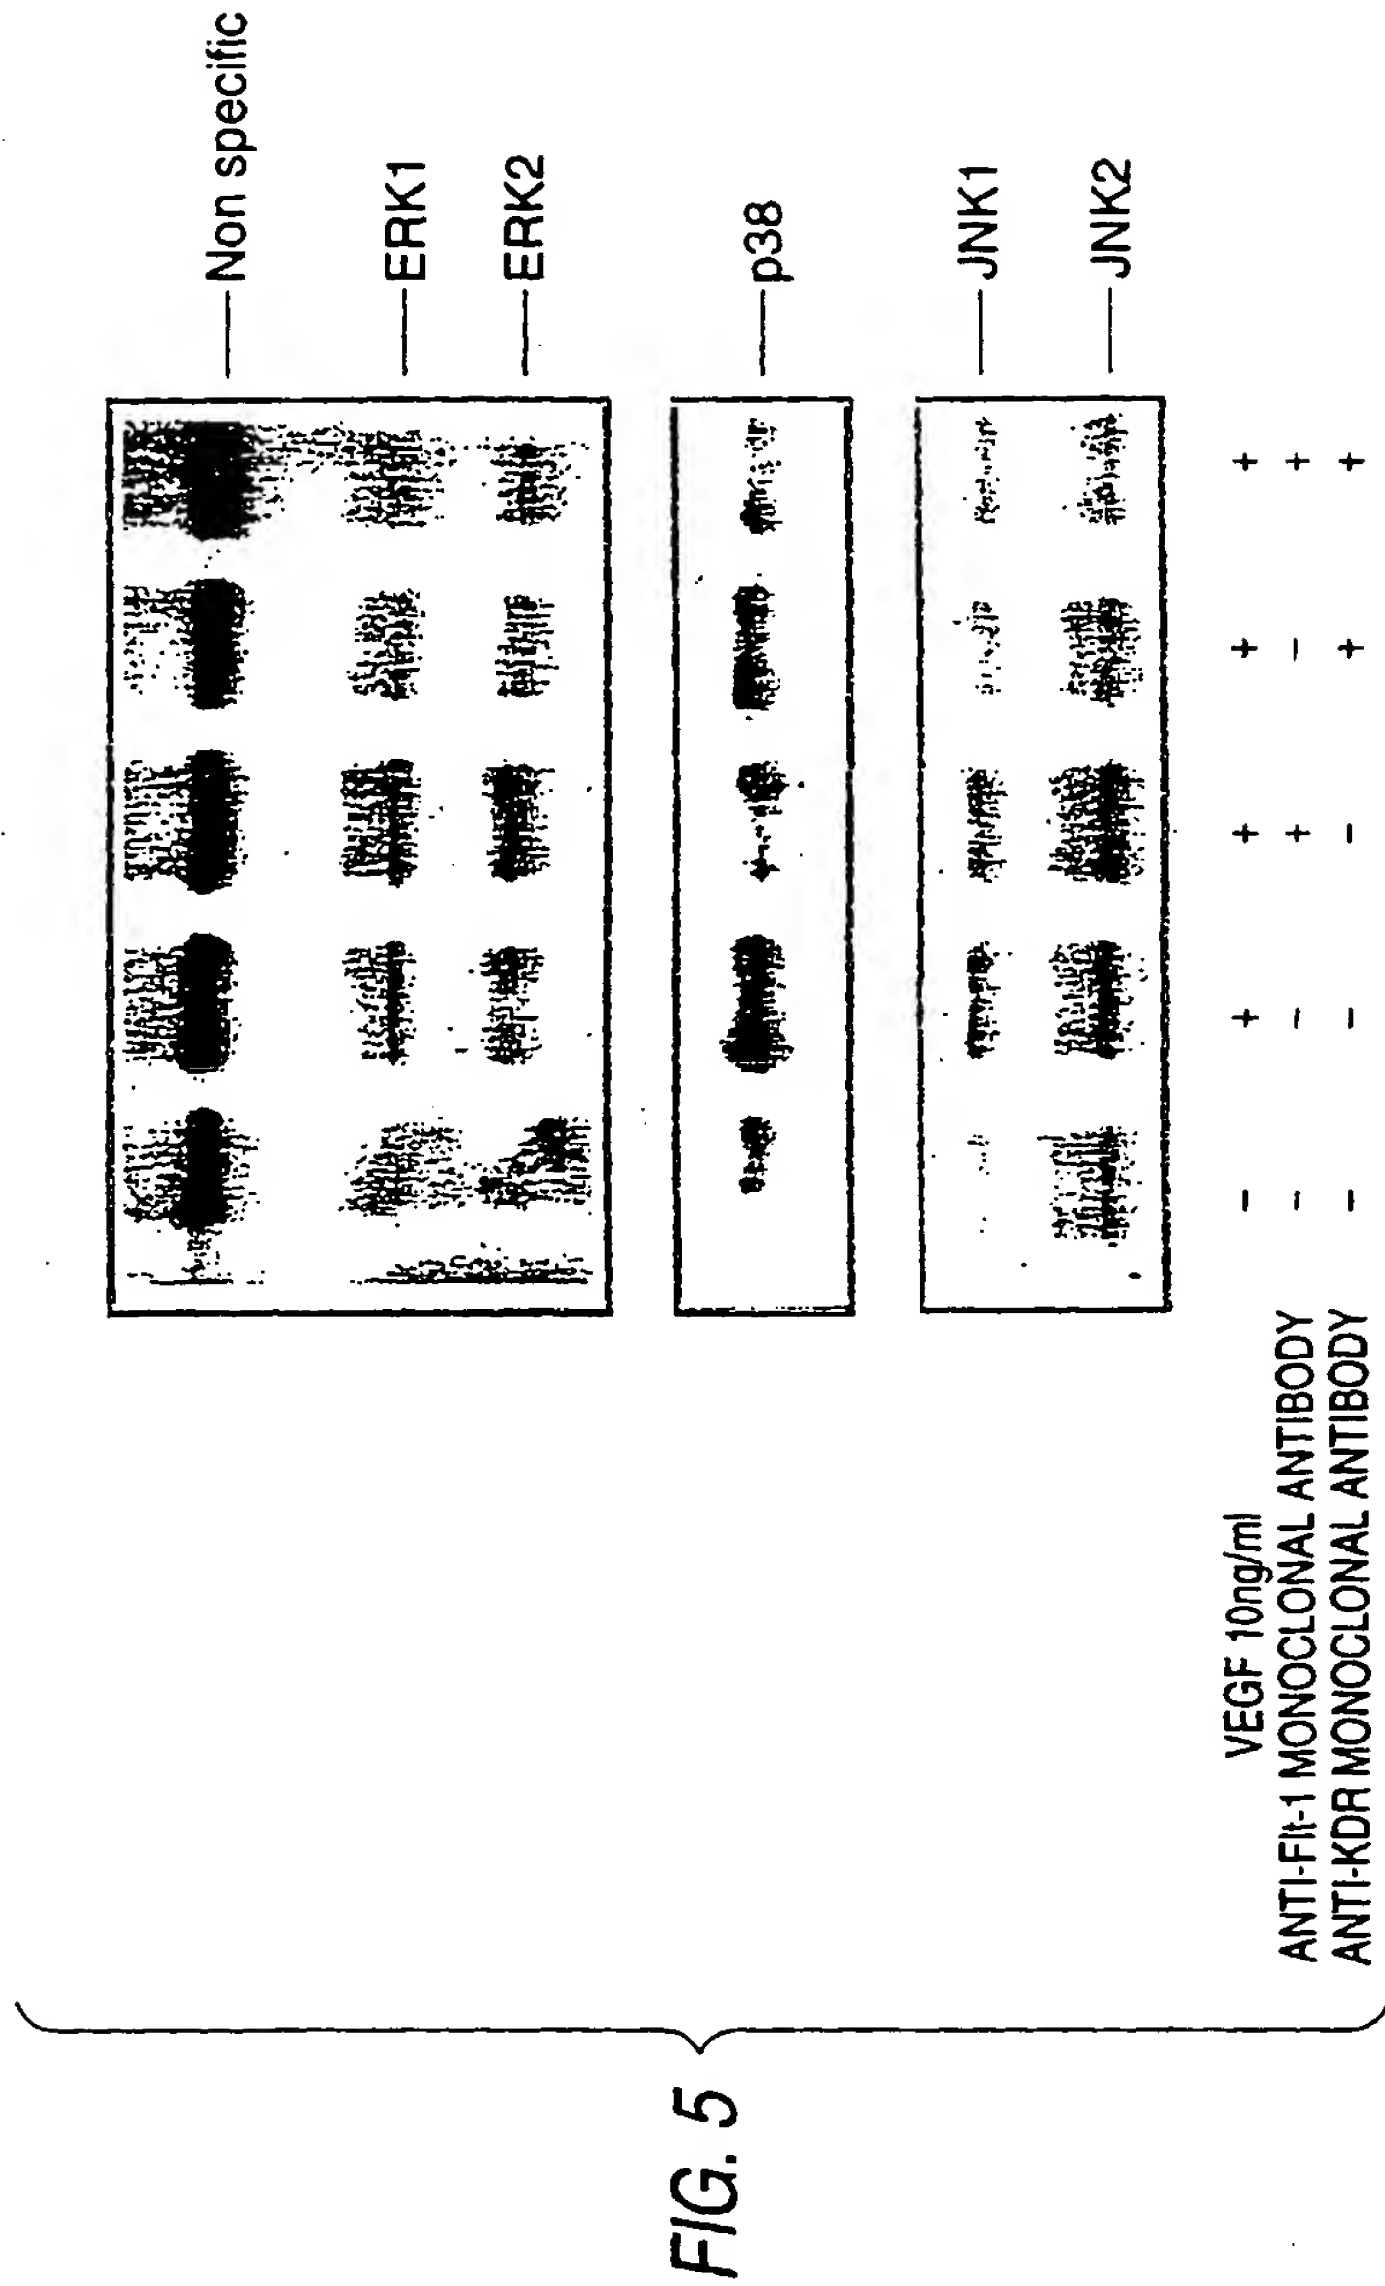 FIG. 5
Non specific
ERK1
ERK2
p38
JNK1
JNK2
VEGF 10ng/ml - + + + +
ANTI-Flt-1 MONOCLONAL ANTIBODY - - + - +
ANTI-KDR MONOCLONAL ANTIBODY - - - + +